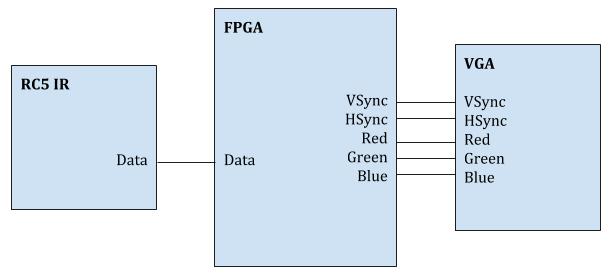 RC5 IR
Data
FPGA
Data
VSync
HSync
Red
Green
Blue
VGA
VSync
HSync
Red
Green
Blue